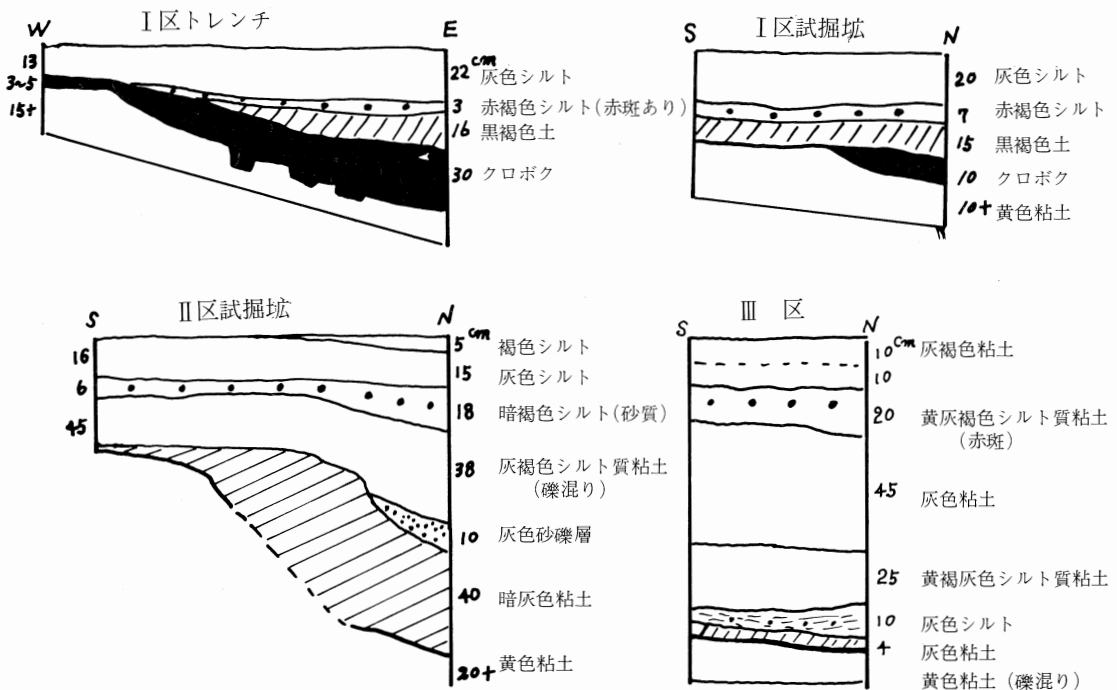 I区トレンチ
W
E
13
3~5
15+
22cm 灰色シルト
3 赤褐色シルト(赤斑あり)
16 黒褐色土
30 クロボク
I区試掘拡
S
N
20 灰色シルト
7 赤褐色シルト
15 黒褐色土
10 クロボク
10+ 黄色粘土
II区試掘拡
S
N
16
6
45
5cm 褐色シルト
15 灰色シルト
18 暗褐色シルト(砂質)
38 灰褐色シルト質粘土
(礫混り)
10 灰色砂礫層
40 暗灰色粘土
20+ 黄色粘土
III 区
S
N
10cm 灰褐色粘土
10
20 黄灰褐色シルト質粘土
(赤斑)
45 灰色粘土
25 黄褐灰色シルト質粘土
10 灰色シルト
4 灰色粘土
黄色粘土(礫混り)